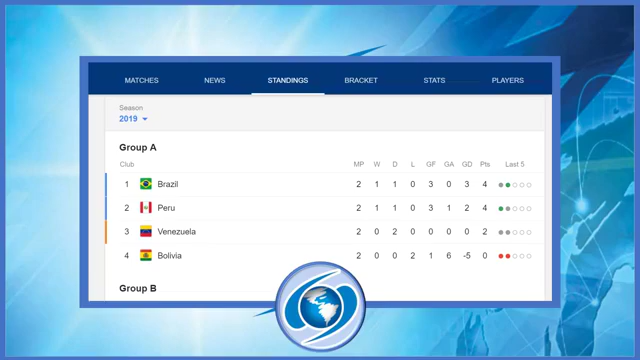 MATCHES NEWS STANDINGS BRACKET STATS PLAYERS
Season
2019
Group A
Club MP W D L GF GA GD Pts Last 5
1 Brazil 2 1 1 0 3 0 3 4
2 Peru 2 1 1 0 3 1 2 4
3 Venezuela 2 0 2 0 0 0 0 2
4 Bolivia 2 0 0 2 1 6 -5 0
Group B